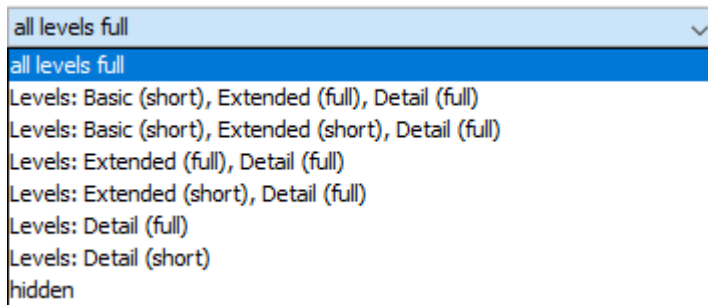 all levels full
all levels full
Levels: Basic (short), Extended (full), Detail (full)
Levels: Basic (short), Extended (short), Detail (full)
Levels: Extended (full), Detail (full)
Levels: Extended (short), Detail (full)
Levels: Detail (full)
Levels: Detail (short)
hidden